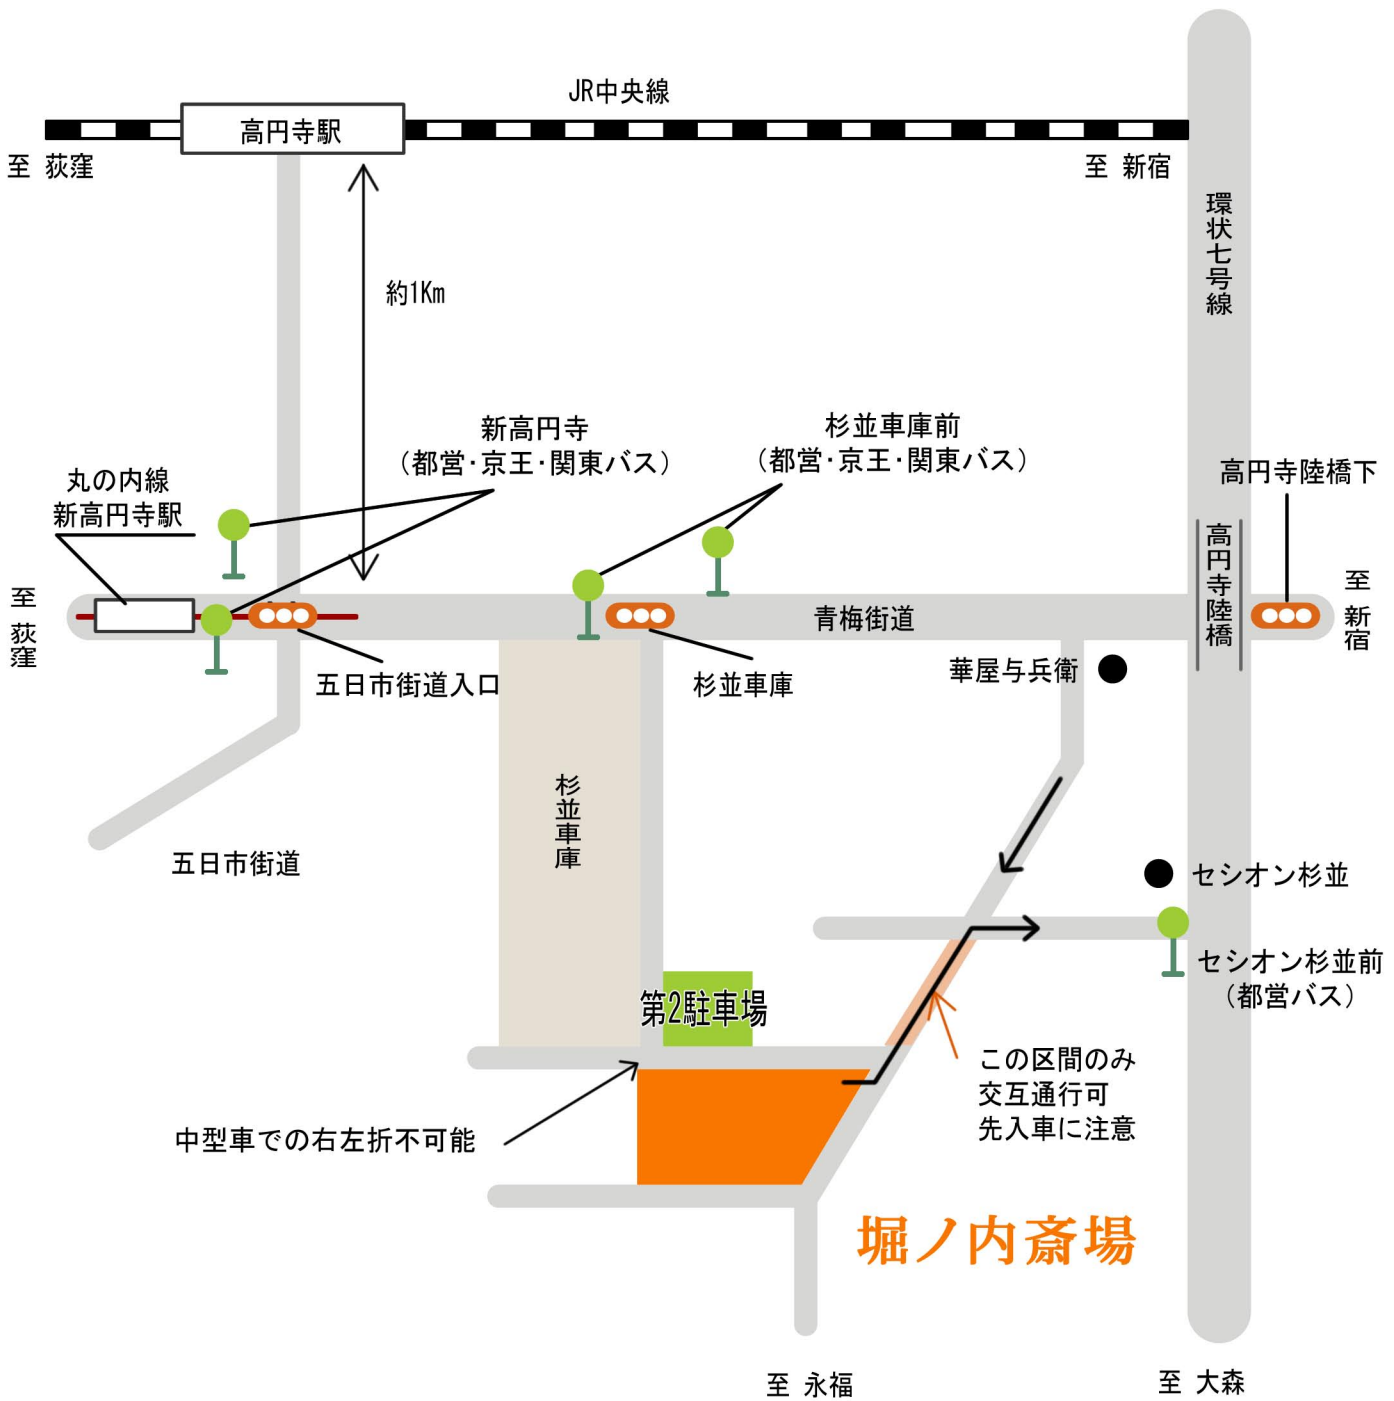 JR中央線
高円寺駅
至 荻窪
至 新宿
環状七号線
約1Km
新高円寺
(都営・京王・関東バス)
杉並車庫前
(都営・京王・関東バス)
丸の内線
新高円寺駅
高円寺陸橋下
高円寺陸橋
至 荻窪
青梅街道
至 新宿
五日市街道入口
杉並車庫
華屋与兵衛
杉並車庫
五日市街道
セシオン杉並
セシオン杉並前
(都営バス)
第2駐車場
この区間のみ
交互通行可
先入車に注意
中型車での右左折不可能
堀ノ内斎場
至 永福
至 大森